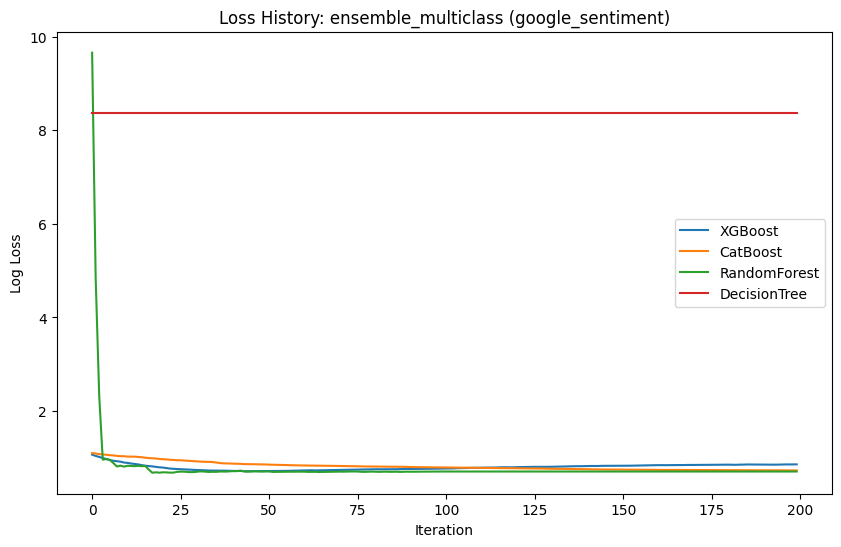 Loss History: ensemble_multiclass (google_sentiment)
Log Loss
10
8
6
4
2
XGBoost
CatBoost
RandomForest
DecisionTree
0 25 50 75 100 125 150 175 200
Iteration